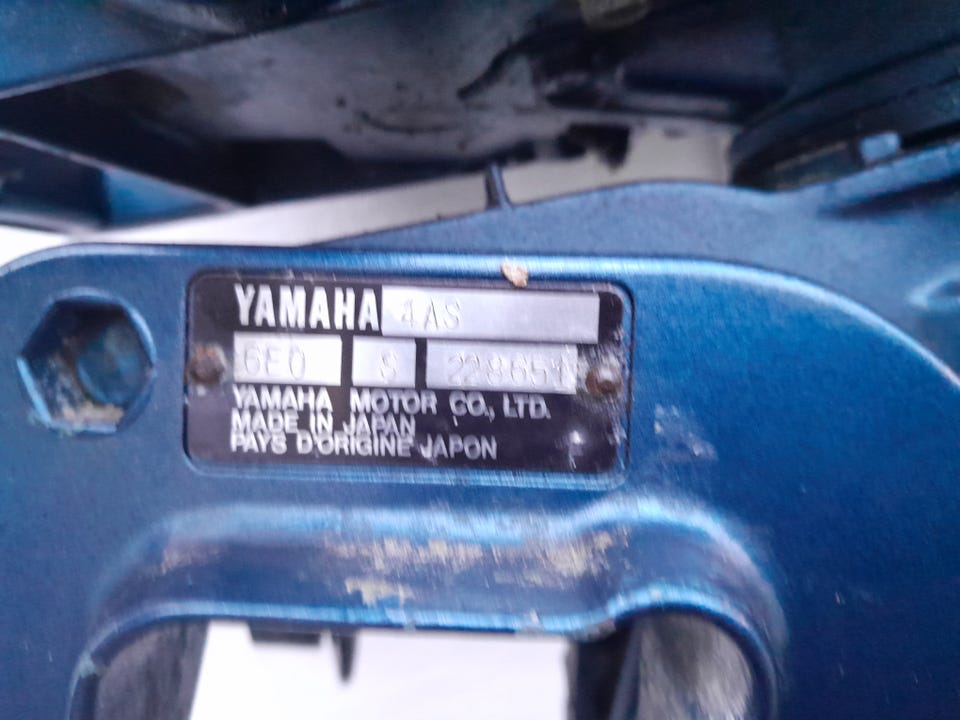 YAMAHA 4AS
6E0 S 228651
YAMAHA MOTOR CO., LTD.
MADE IN JAPAN
PAYS D'ORIGINE JAPON